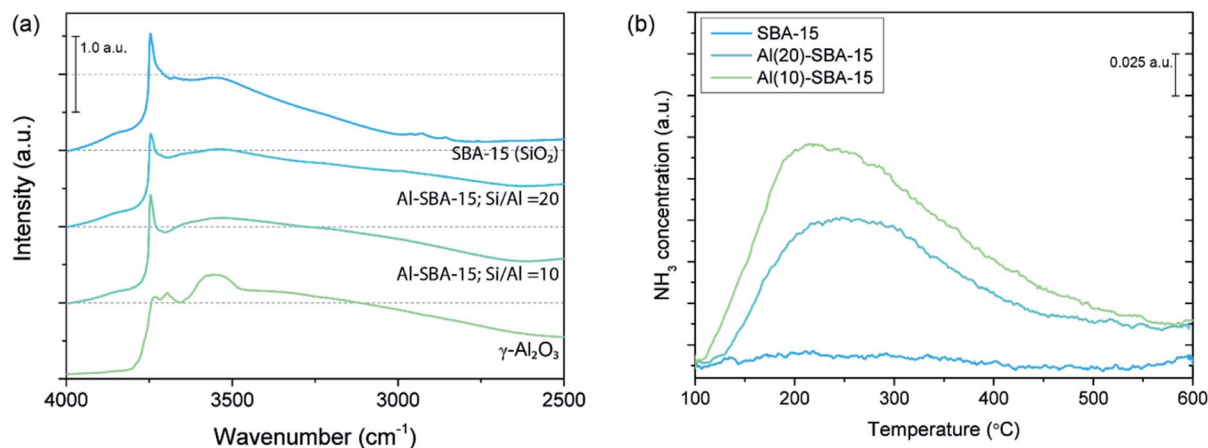 (a)
1.0 a.u.
SBA-15 (SiO₂)
Al-SBA-15; Si/Al =20
Al-SBA-15; Si/Al =10
γ-Al₂O₃
Intensity (a.u.)
4000 3500 3000 2500
Wavenumber (cm⁻¹)
(b)
SBA-15
Al(20)-SBA-15
Al(10)-SBA-15
0.025 a.u.
NH₃ concentration (a.u.)
100 200 300 400 500 600
Temperature (°C)